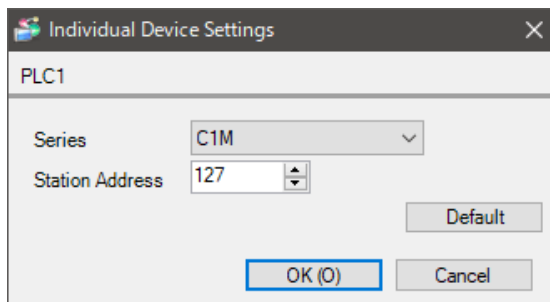 Individual Device Settings
PLC1
Series C1M
Station Address 127
Default
OK (O) Cancel